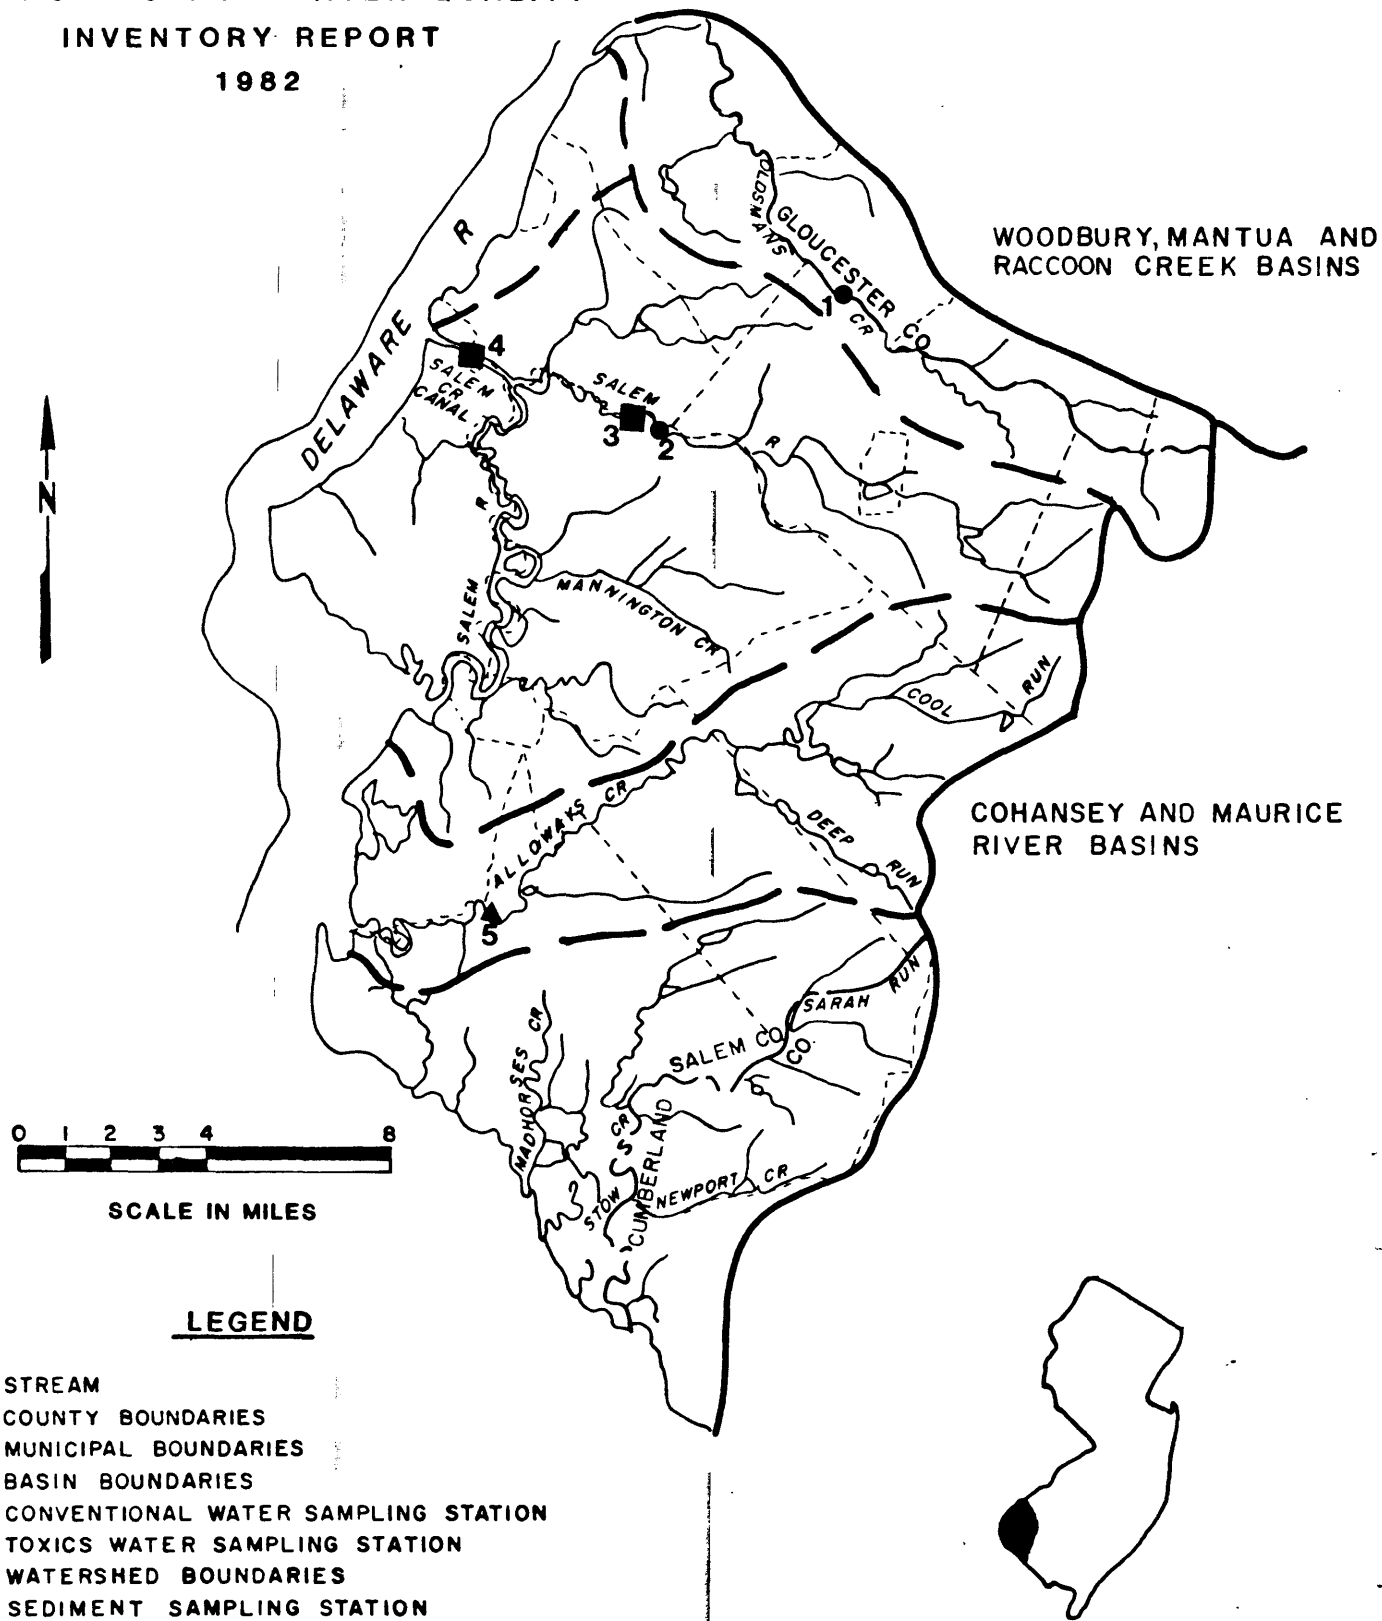 INVENTORY REPORT
1982
WOODBURY, MANTUA AND
RACCOON CREEK BASINS
OLDSMANS
CR
GLOUCESTER CO
1
DELAWARE R
4
SALEM
CR
CANAL
SALEM
R
3
2
N
SALEM R
MANNINGTON CR
COOL RUN
ALLOWAYS CR
DEEP RUN
COHANSEY AND MAURICE
RIVER BASINS
5
SARAH RUN
SALEM CO.
CUMBERLAND CO.
MADHORSES CR
STOW CR
NEWPORT CR
0 1 2 3 4 8
SCALE IN MILES
LEGEND
STREAM
COUNTY BOUNDARIES
MUNICIPAL BOUNDARIES
BASIN BOUNDARIES
CONVENTIONAL WATER SAMPLING STATION
TOXICS WATER SAMPLING STATION
WATERSHED BOUNDARIES
SEDIMENT SAMPLING STATION